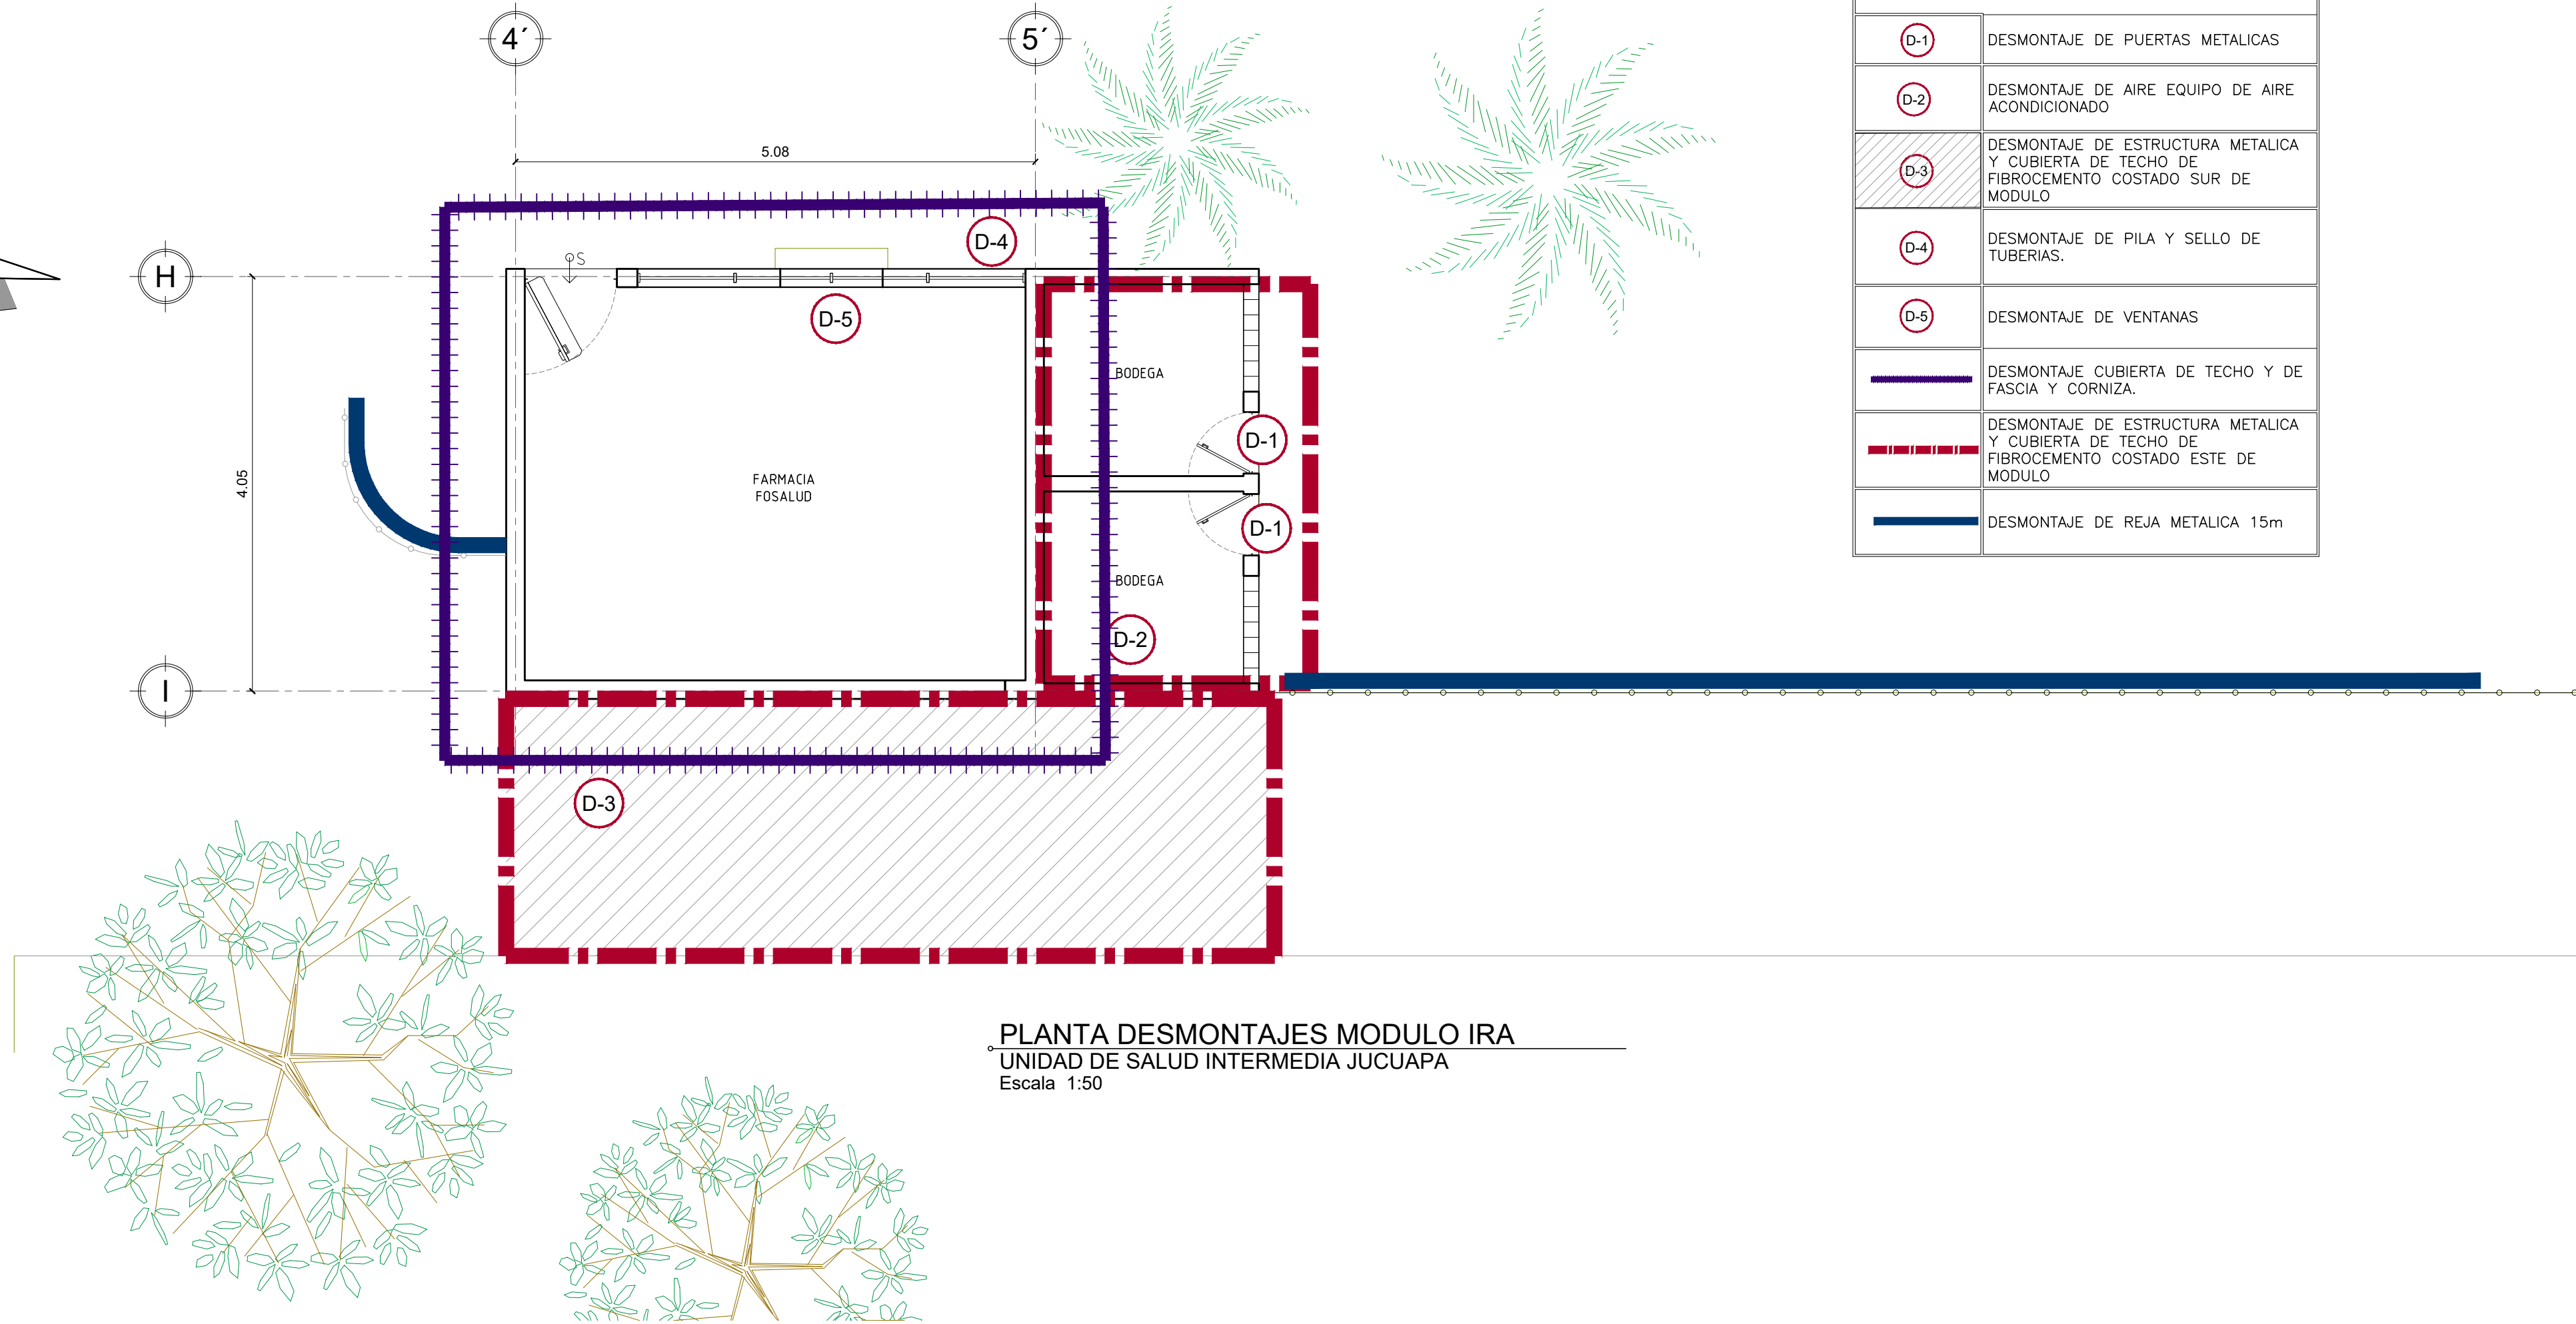 4´
5´
5.08
H
S
D-4
D-5
BODEGA
D-1
4.05
FARMACIA
FOSALUD
D-1
BODEGA
D-2
I
D-3
D-1
DESMONTAJE DE PUERTAS METALICAS
D-2
DESMONTAJE DE AIRE EQUIPO DE AIRE
ACONDICIONADO
D-3
DESMONTAJE DE ESTRUCTURA METALICA
Y CUBIERTA DE TECHO DE
FIBROCEMENTO COSTADO SUR DE
MODULO
D-4
DESMONTAJE DE PILA Y SELLO DE
TUBERIAS.
D-5
DESMONTAJE DE VENTANAS
DESMONTAJE CUBIERTA DE TECHO Y DE
FASCIA Y CORNIZA.
DESMONTAJE DE ESTRUCTURA METALICA
Y CUBIERTA DE TECHO DE
FIBROCEMENTO COSTADO ESTE DE
MODULO
DESMONTAJE DE REJA METALICA 15m
PLANTA DESMONTAJES MODULO IRA
UNIDAD DE SALUD INTERMEDIA JUCUAPA
Escala 1:50